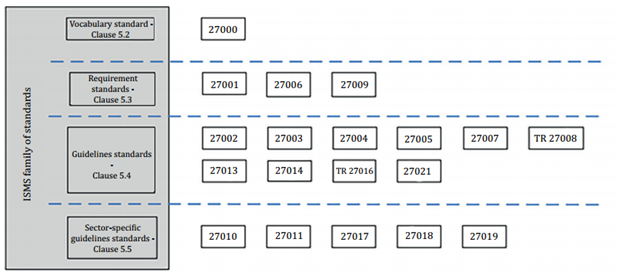 ISMS family of standards
Vocabulary standard -
Clause 5.2
27000
Requirement
standards -
Clause 5.3
27001 27006 27009
Guidelines standards
-
Clause 5.4
27002 27003 27004 27005 27007 TR 27008
27013 27014 TR 27016 27021
Sector-specific
guidelines standards -
Clause 5.5
27010 27011 27017 27018 27019